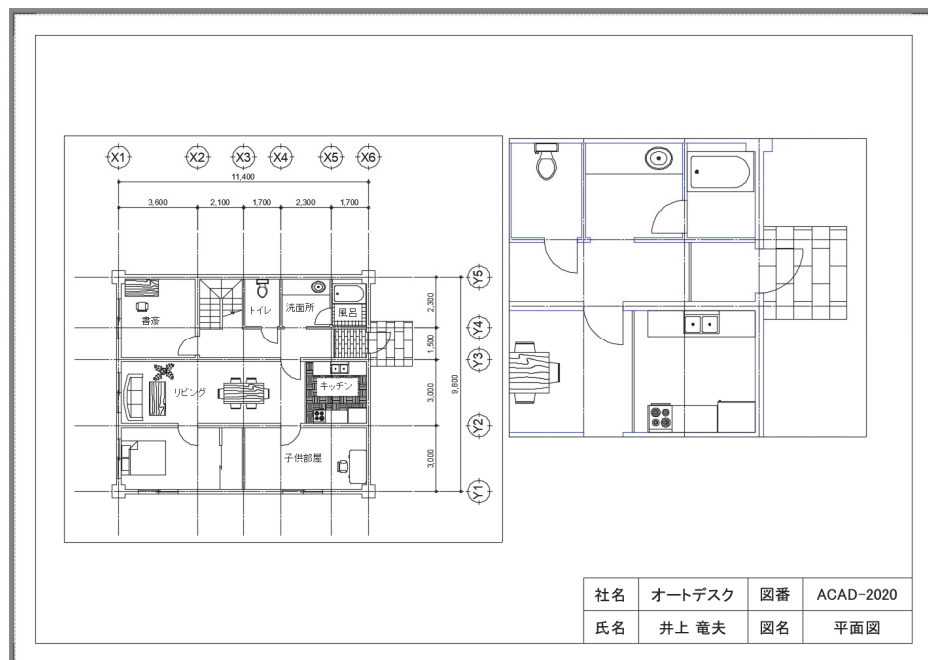 X1 X2 X3 X4 X5 X6
11,400
3,600 2,100 1,700 2,300 1,700
Y5
書斎 トイレ 洗面所 風呂
2,300
Y4
1,500
Y3
リビング キッチン
3,000
9,800
Y2
子供部屋
3,000
Y1
社名 オートデスク 図番 ACAD-2020
氏名 井上 竜夫 図名 平面図